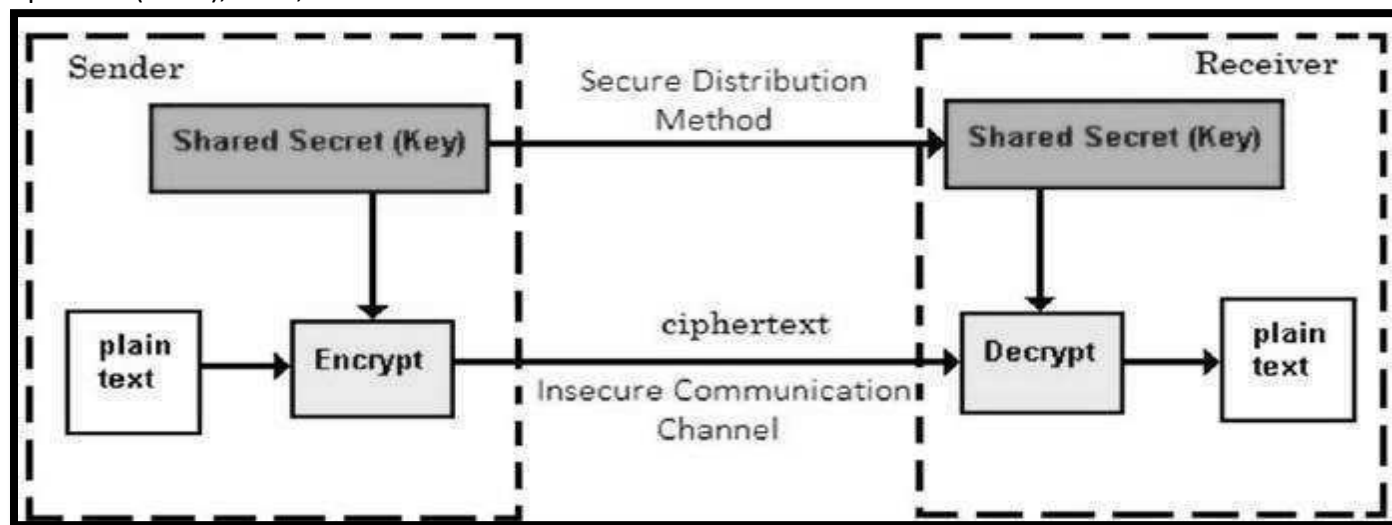 Sender
Receiver
Secure Distribution
Method
Shared Secret (Key)
Shared Secret (Key)
plain
text
Encrypt
ciphertext
Insecure Communication
Channel
Decrypt
plain
text